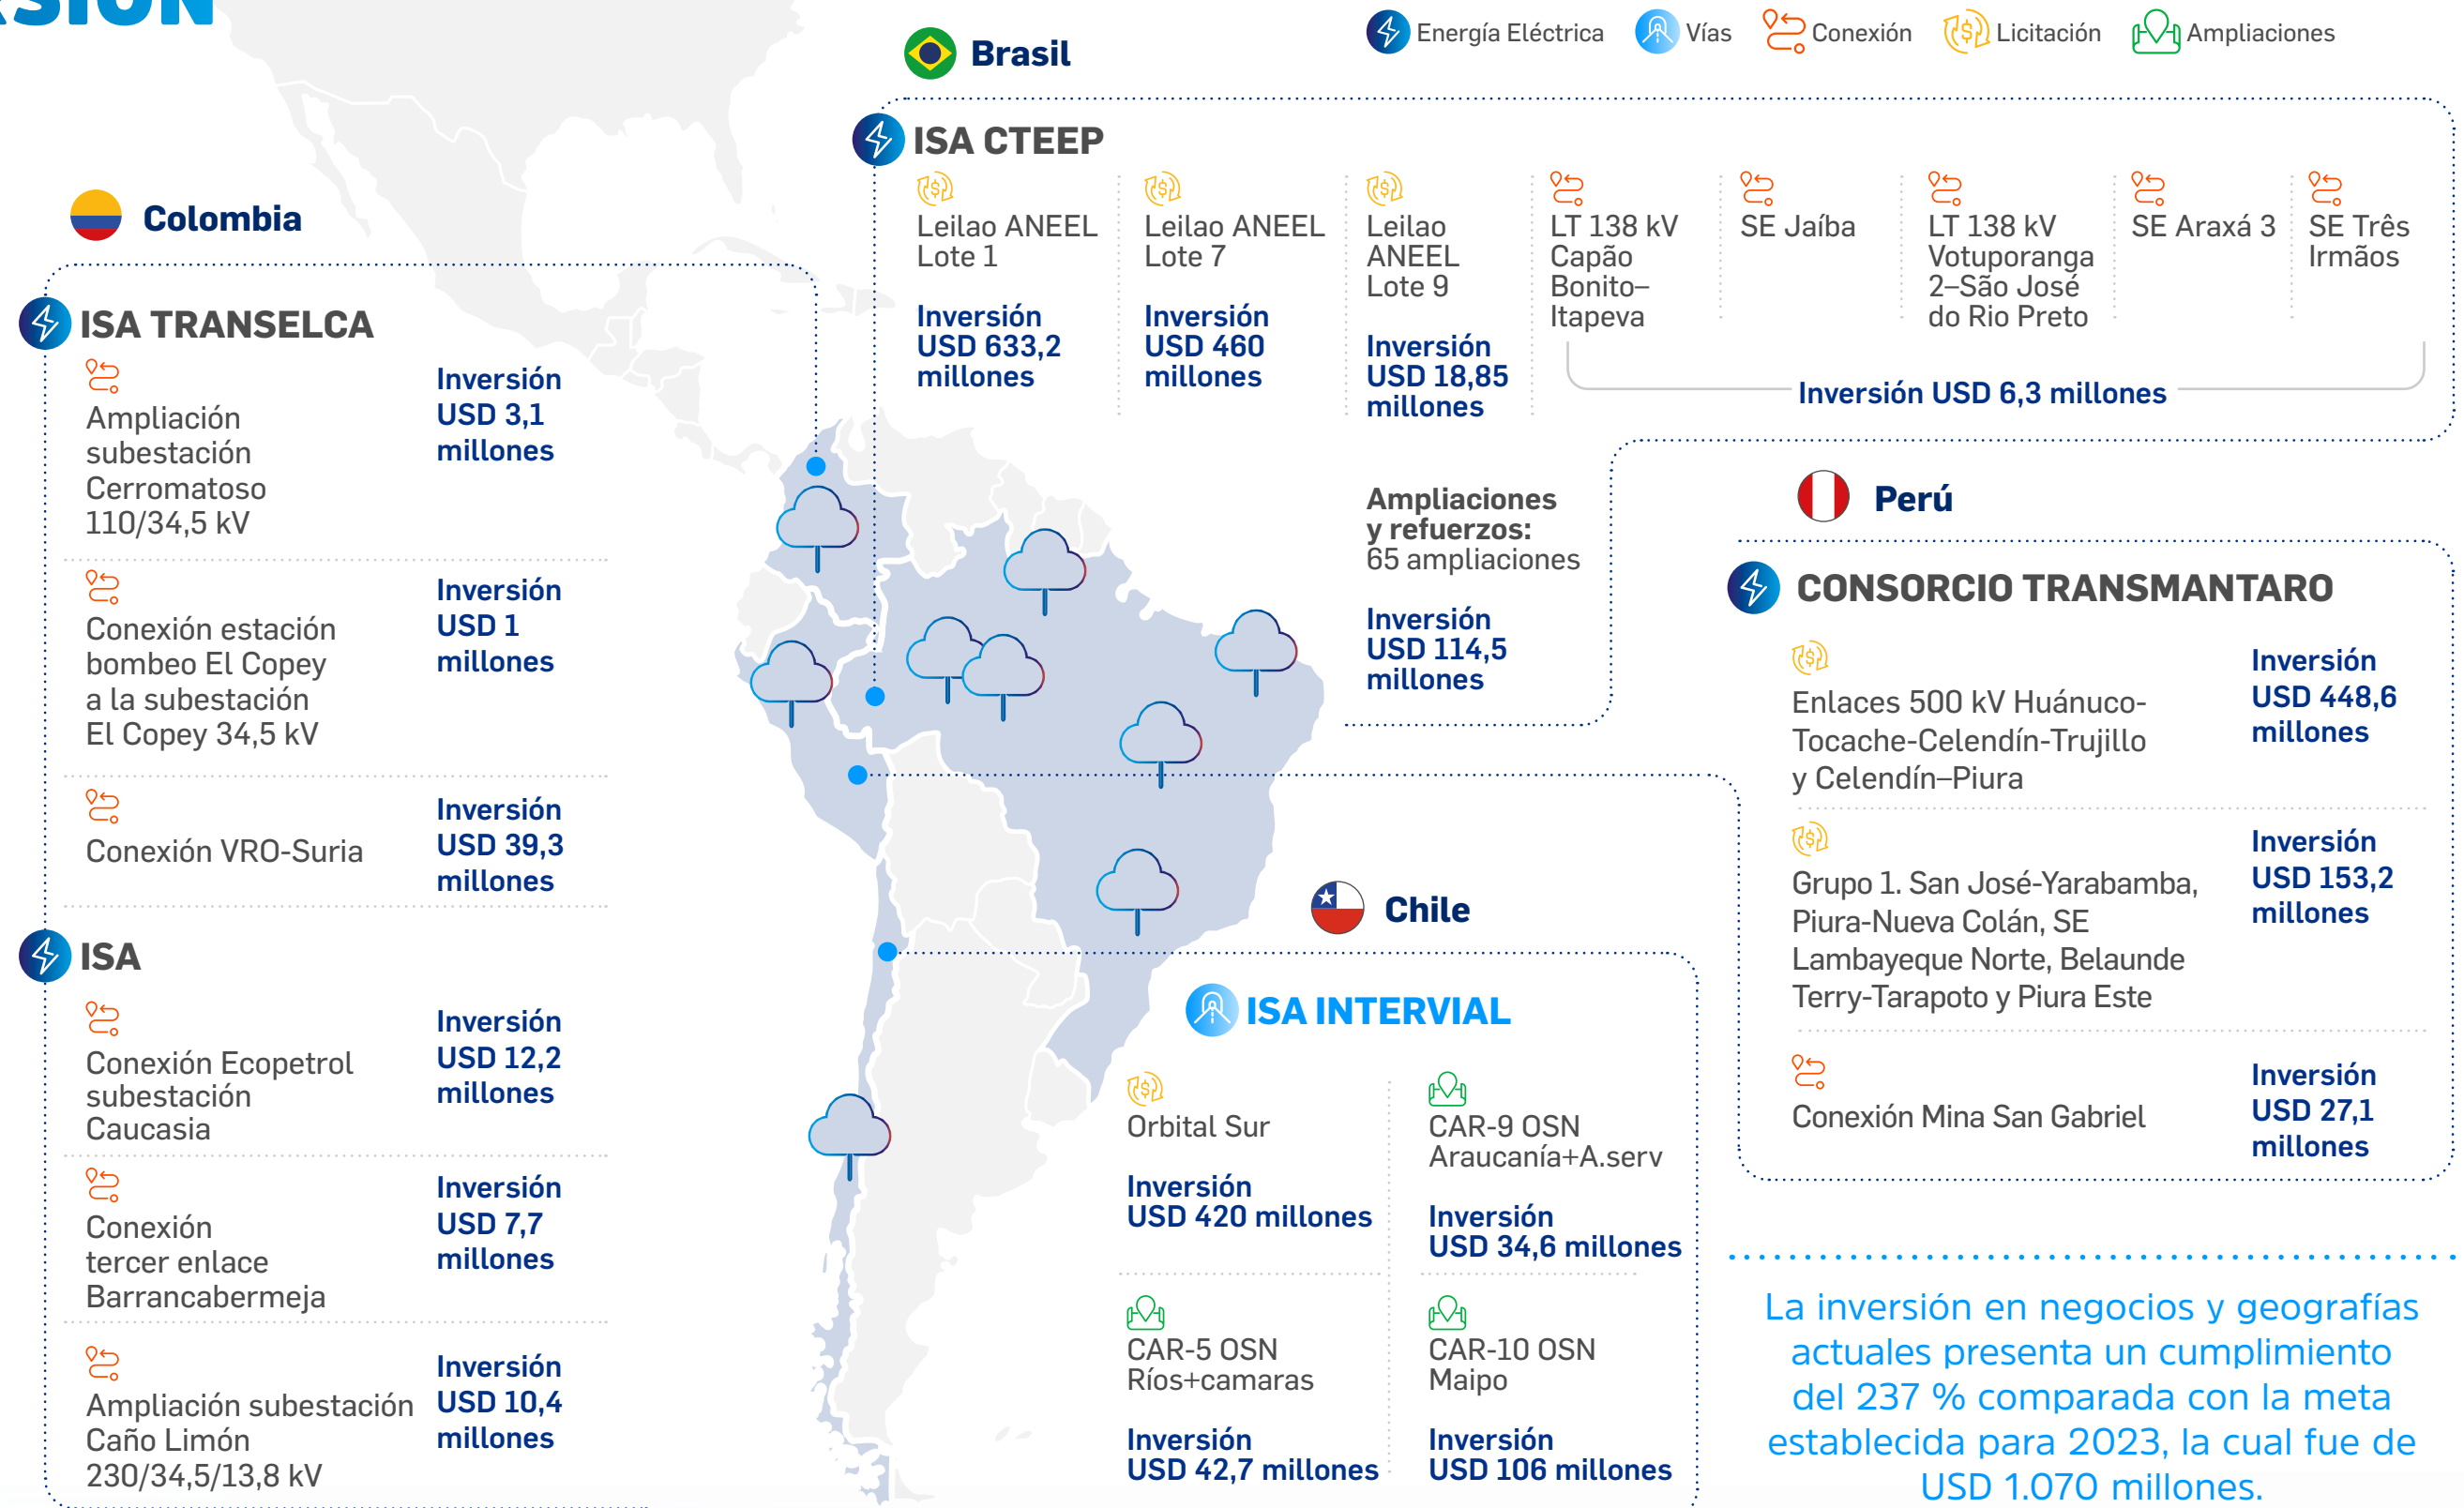 Energía Eléctrica
Vías
Conexión
Licitación
Ampliaciones
Colombia
ISA TRANSELCA
Ampliación
subestación
Cerromatoso
110/34,5 kV
Inversión
USD 3,1
millones
Conexión estación
bombeo El Copey
a la subestación
El Copey 34,5 kV
Inversión
USD 1
millones
Conexión VRO-Suria
Inversión
USD 39,3
millones
ISA
Conexión Ecopetrol
subestación
Caucasia
Inversión
USD 12,2
millones
Conexión
tercer enlace
Barrancabermeja
Inversión
USD 7,7
millones
Ampliación subestación
Caño Limón
230/34,5/13,8 kV
Inversión
USD 10,4
millones
Brasil
ISA CTEEP
Leilao ANEEL
Lote 1
Inversión
USD 633,2
millones
Leilao ANEEL
Lote 7
Inversión
USD 460
millones
Leilao
ANEEL
Lote 9
Inversión
USD 18,85
millones
LT 138 kV
Capão
Bonito–
Itapeva
SE Jaíba
LT 138 kV
Votuporanga
2–São José
do Rio Preto
SE Araxá 3
SE Três
Irmãos
Inversión USD 6,3 millones
Ampliaciones
y refuerzos:
65 ampliaciones
Inversión
USD 114,5
millones
Perú
CONSORCIO TRANSMANTARO
Enlaces 500 kV Huánuco-
Tocache-Celendín-Trujillo
y Celendín–Piura
Inversión
USD 448,6
millones
Grupo 1. San José-Yarabamba,
Piura-Nueva Colán, SE
Lambayeque Norte, Belaunde
Terry-Tarapoto y Piura Este
Inversión
USD 153,2
millones
Conexión Mina San Gabriel
Inversión
USD 27,1
millones
Chile
ISA INTERVIAL
Orbital Sur
Inversión
USD 420 millones
CAR-9 OSN
Araucanía+A.serv
Inversión
USD 34,6 millones
CAR-5 OSN
Ríos+camaras
Inversión
USD 42,7 millones
CAR-10 OSN
Maipo
Inversión
USD 106 millones
La inversión en negocios y geografías
actuales presenta un cumplimiento
del 237 % comparada con la meta
establecida para 2023, la cual fue de
USD 1.070 millones.